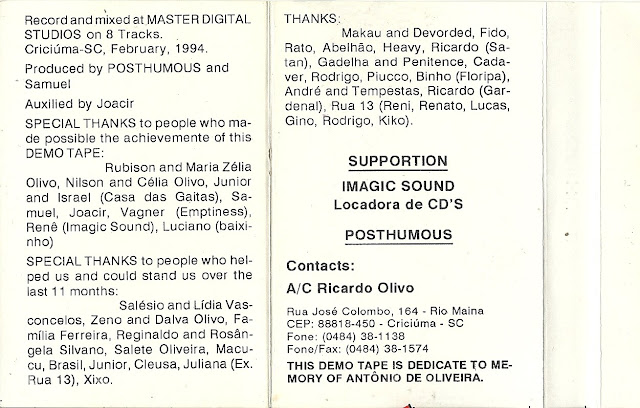 Record and mixed at MASTER DIGITAL
STUDIOS on 8 Tracks.
Criciúma-SC, February, 1994.
Produced by POSTHUMOUS and
Samuel
Auxilied by Joacir
SPECIAL THANKS to people who ma-
de possible the achievemente of this
DEMO TAPE:
Rubison and Maria Zélia
Olivo, Nilson and Célia Olivo, Junior
and Israel (Casa das Gaitas), Sa-
muel, Joacir, Vagner (Emptiness),
Renê (Imagic Sound), Luciano (baixi-
nho)
SPECIAL THANKS to people who hel-
ped us and could stand us over the
last 11 months:
Salésio and Lídia Vas-
concelos, Zeno and Dalva Olivo, Fa-
mília Ferreira, Reginaldo and Rosân-
gela Silvano, Salete Oliveira, Macu-
cu, Brasil, Junior, Cleusa, Juliana (Ex.
Rua 13), Xixo.
THANKS:
Makau and Devorded, Fido,
Rato, Abelhão, Heavy, Ricardo (Sa-
tan), Gadelha and Penitence, Cada-
ver, Rodrigo, Piucco, Binho (Floripa),
André and Tempestas, Ricardo (Gar-
denal), Rua 13 (Reni, Renato, Lucas,
Gino, Rodrigo, Kiko).
SUPPORTION
IMAGIC SOUND
Locadora de CD'S
POSTHUMOUS
Contacts:
A/C Ricardo Olivo
Rua José Colombo, 164 - Rio Maina
CEP: 88818-450 - Criciúma - SC
Fone: (0484) 38-1138
Fone/Fax: (0484) 38-1574
THIS DEMO TAPE IS DEDICATE TO ME-
MORY OF ANTÔNIO DE OLIVEIRA.